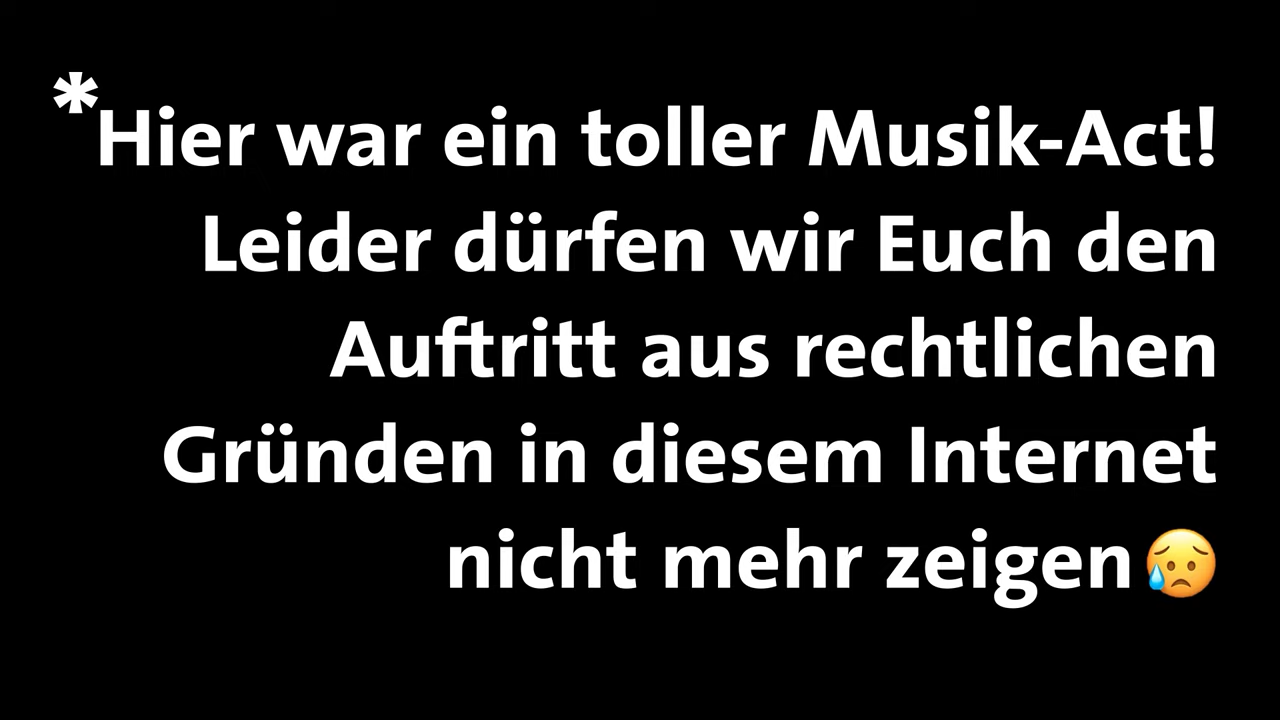 *Hier war ein toller Musik-Act!
Leider dürfen wir Euch den
Auftritt aus rechtlichen
Gründen in diesem Internet
nicht mehr zeigen 😥